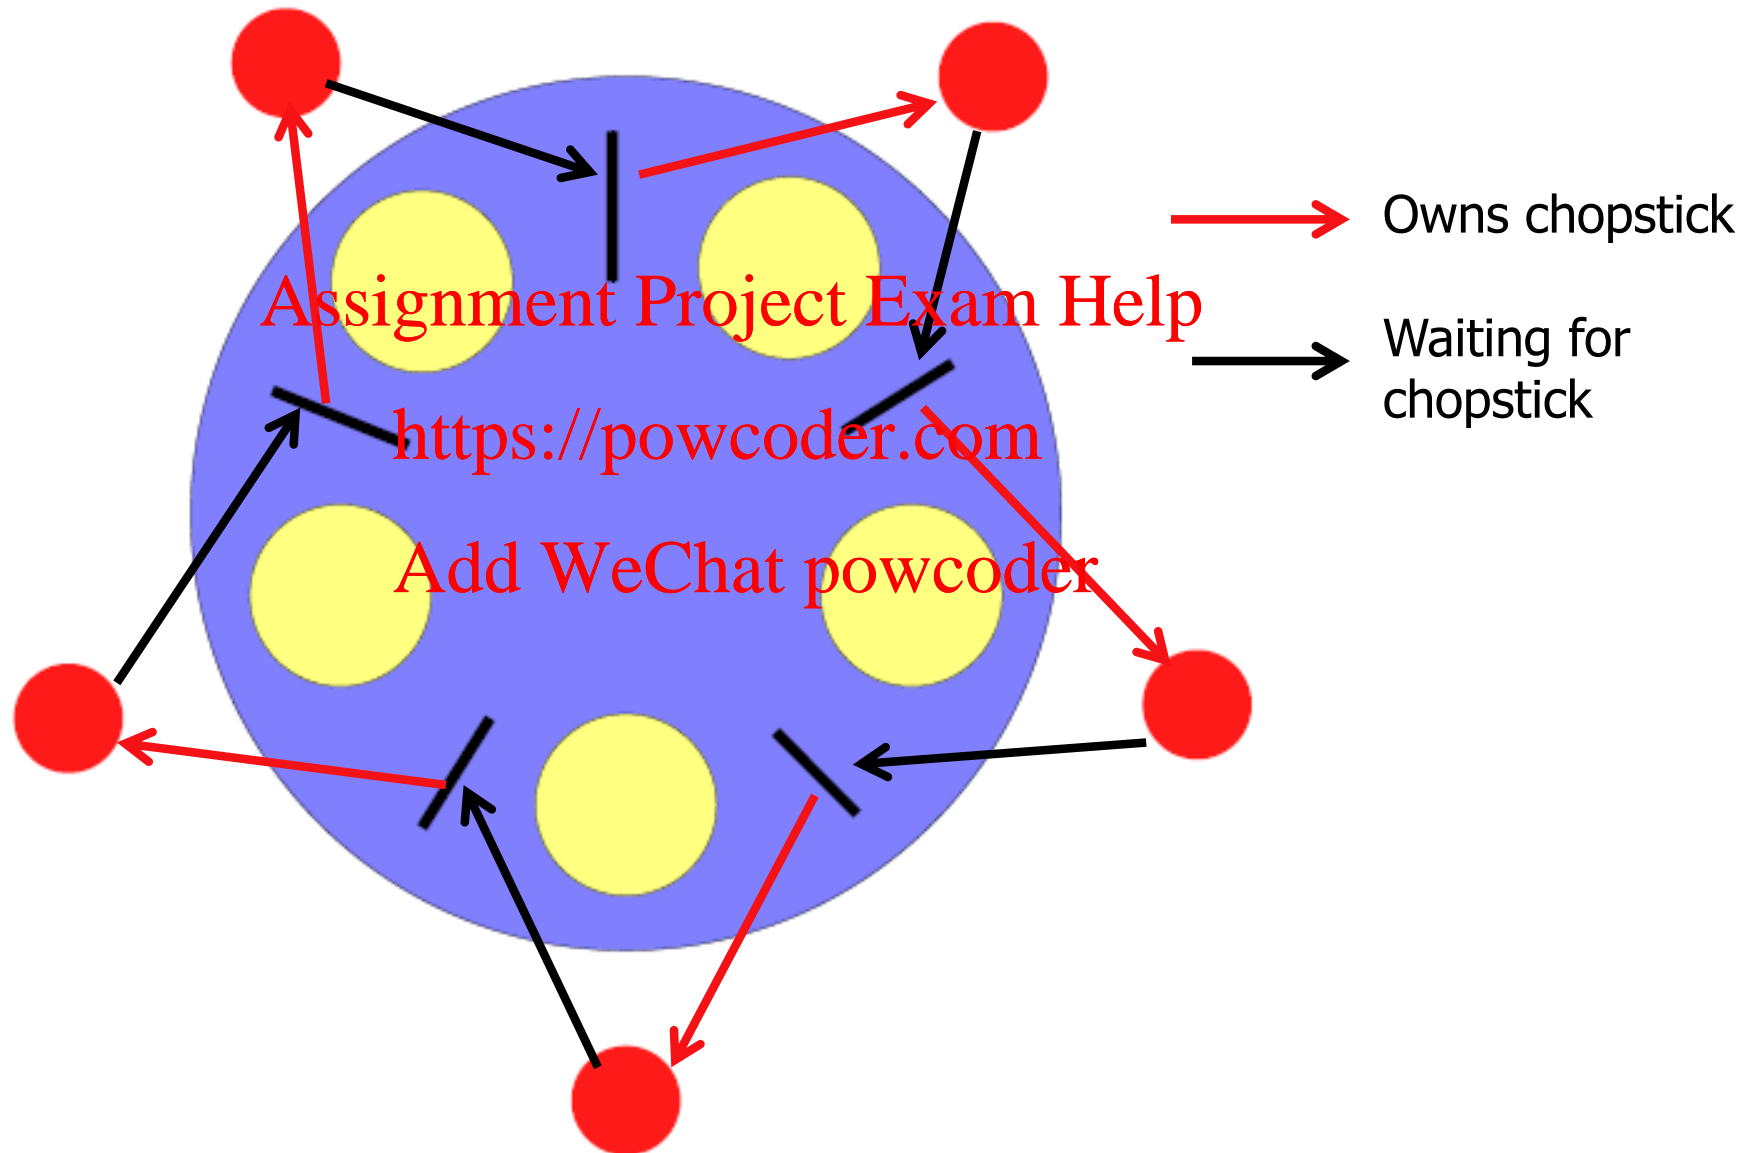 Owns chopstick
Assignment Project Exam Help
Waiting for
chopstick
https://powcoder.com
Add WeChat powcoder